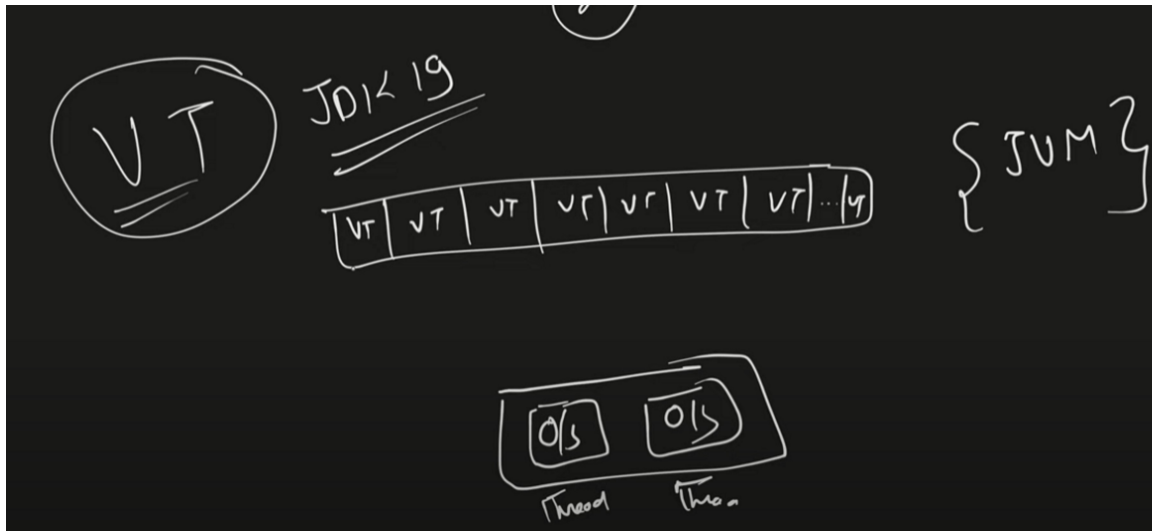 VT
JDK 19
{JVM}
VT VT VT VT VT VT VT ... VT
O/S O/S
Thread